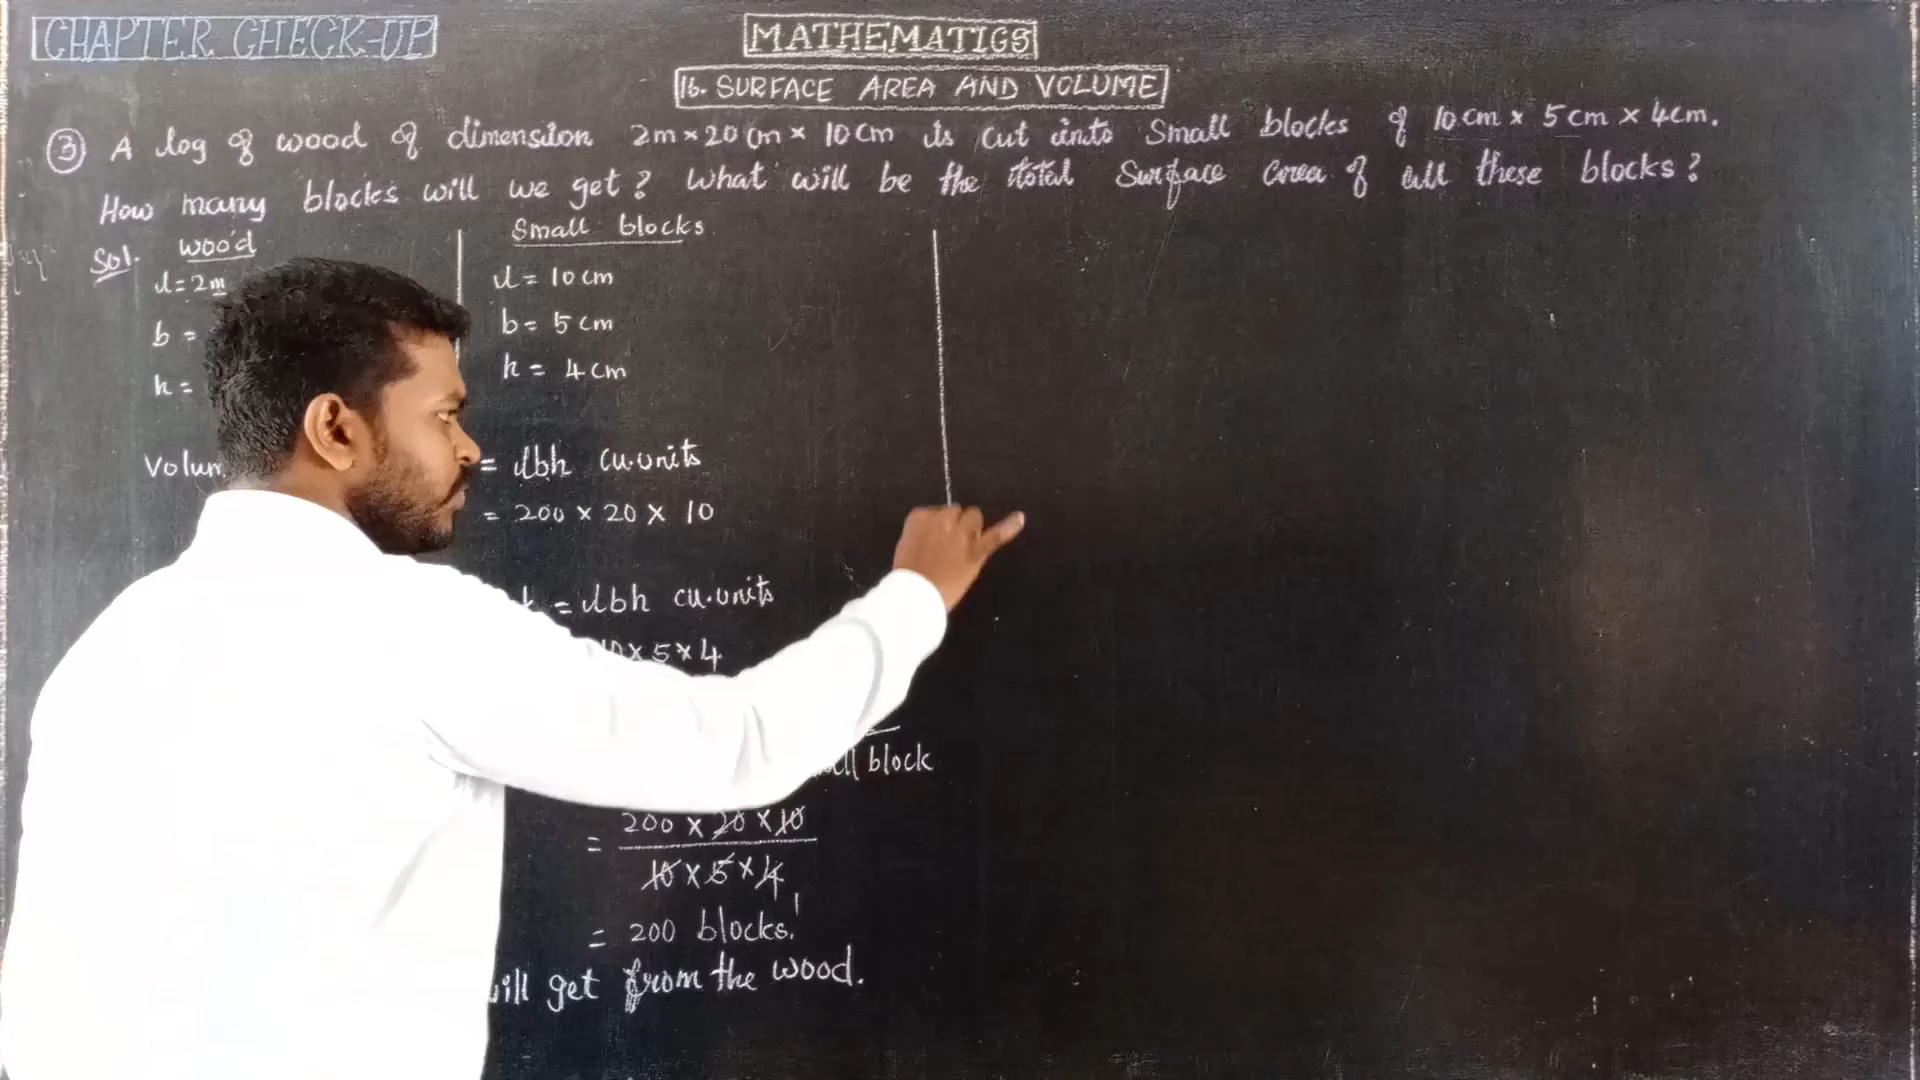 CHAPTER CHECK-UP
MATHEMATICS
16. SURFACE AREA AND VOLUME
③ A log of wood of dimension 2m × 20 cm × 10 cm is cut into small blocks of 10 cm × 5 cm × 4 cm.
How many blocks will we get? What will be the total surface area of all these blocks?
Sol. wood
l = 2m
b =
h =
Small blocks
l = 10 cm
b = 5 cm
h = 4 cm
= lbh cu.units
= 200 × 20 × 10
= lbh cu.units
× 5 × 4
block
= 200 × 20 × 10
10 × 5 × 4
= 200 blocks.
will get from the wood.